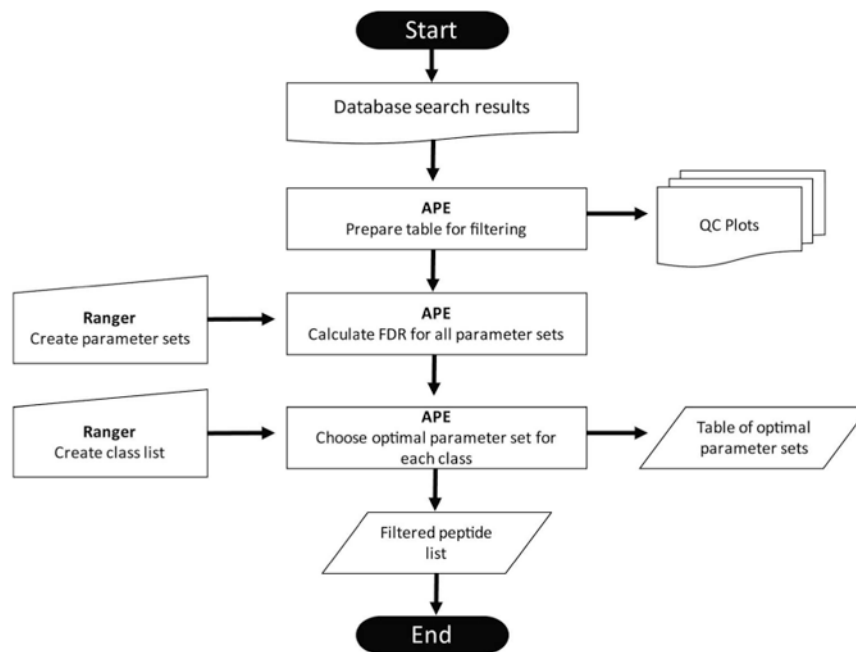 Start
Database search results
APE
Prepare table for filtering
QC Plots
Ranger
Create parameter sets
APE
Calculate FDR for all parameter sets
Ranger
Create class list
APE
Choose optimal parameter set for
each class
Table of optimal
parameter sets
Filtered peptide
list
End